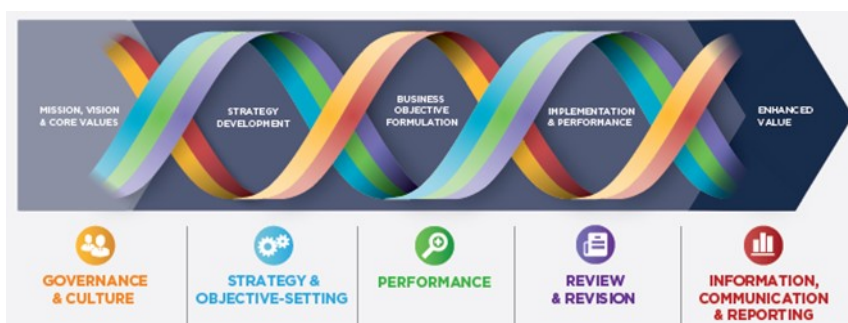 MISSION, VISION
& CORE VALUES
STRATEGY
DEVELOPMENT
BUSINESS
OBJECTIVE
FORMULATION
IMPLEMENTATION
& PERFORMANCE
ENHANCED
VALUE
GOVERNANCE
& CULTURE
STRATEGY &
OBJECTIVE-SETTING
PERFORMANCE
REVIEW
& REVISION
INFORMATION,
COMMUNICATION
& REPORTING